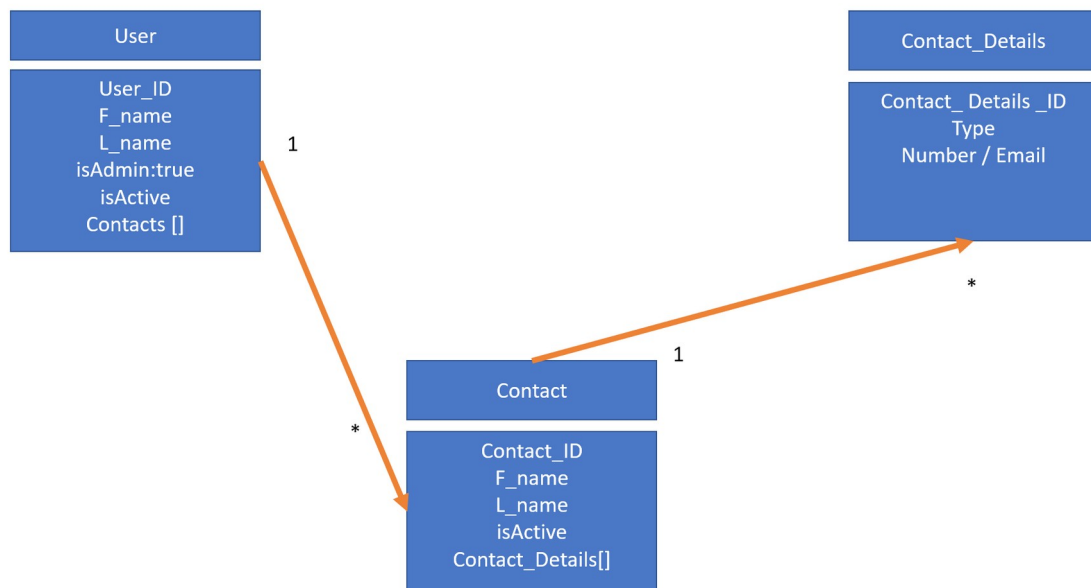 User
User_ID
F_name
L_name
isAdmin:true
isActive
Contacts []
1
*
Contact
Contact_ID
F_name
L_name
isActive
Contact_Details[]
1
*
Contact_Details
Contact_ Details _ID
Type
Number / Email